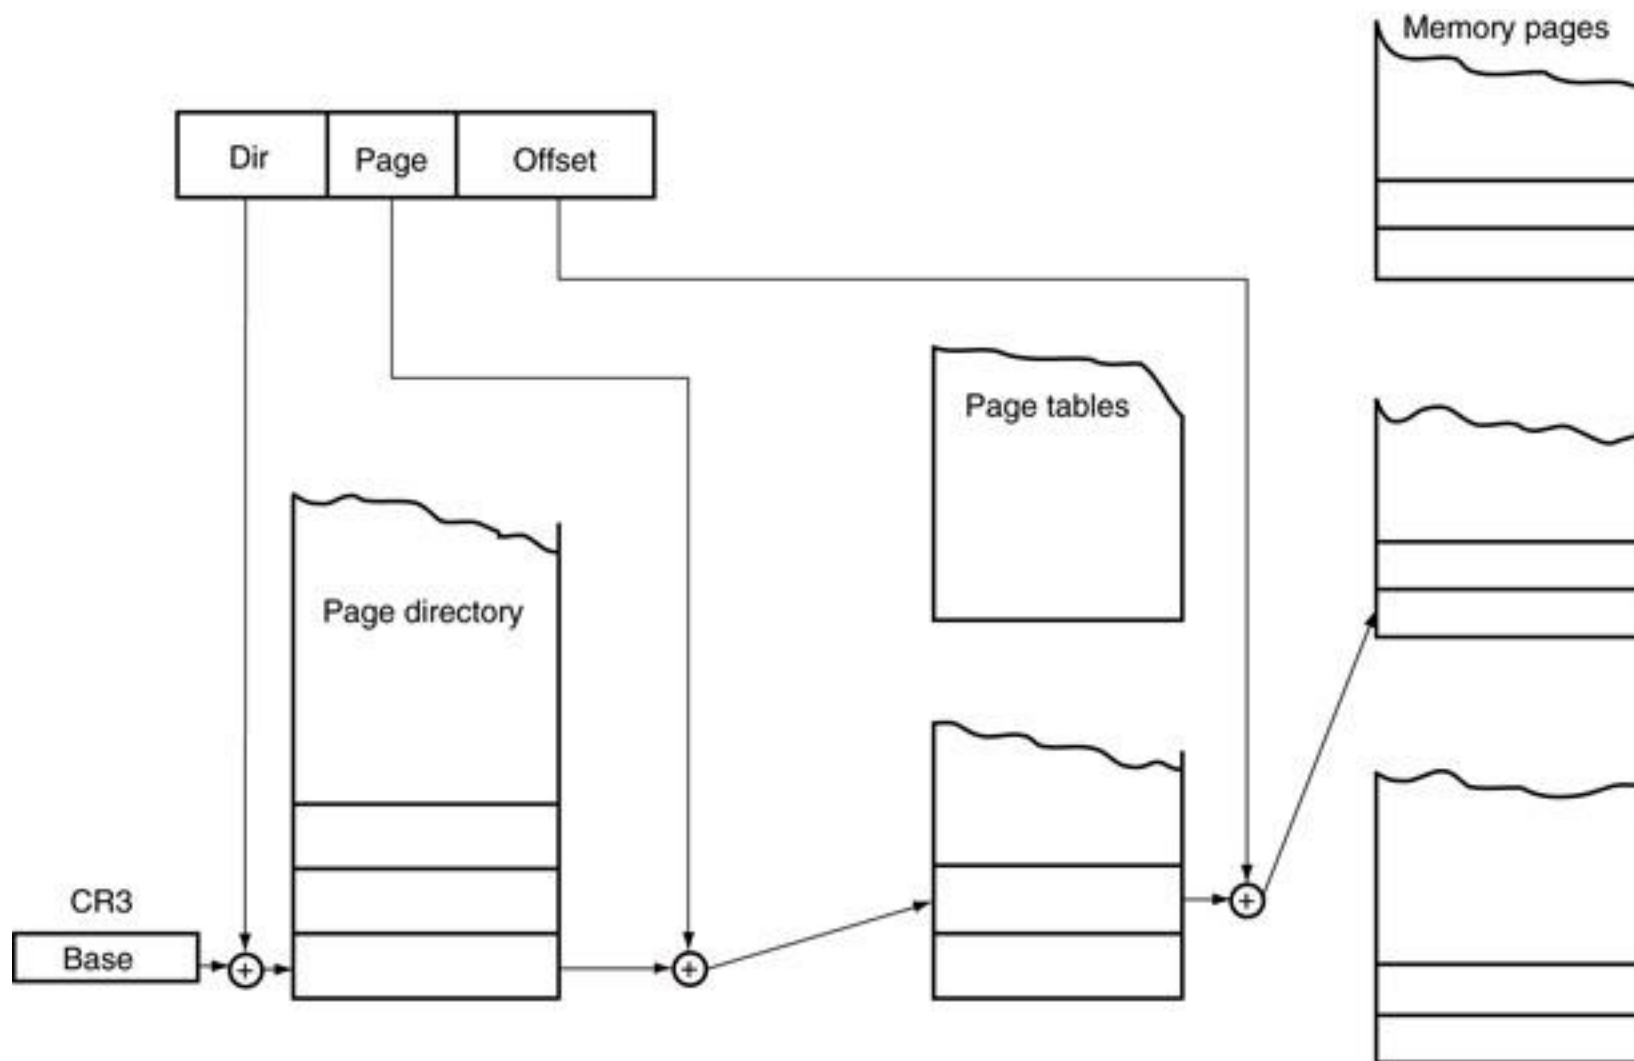 Memory pages
Dir
Page
Offset
Page tables
Page directory
CR3
Base
+
+
+